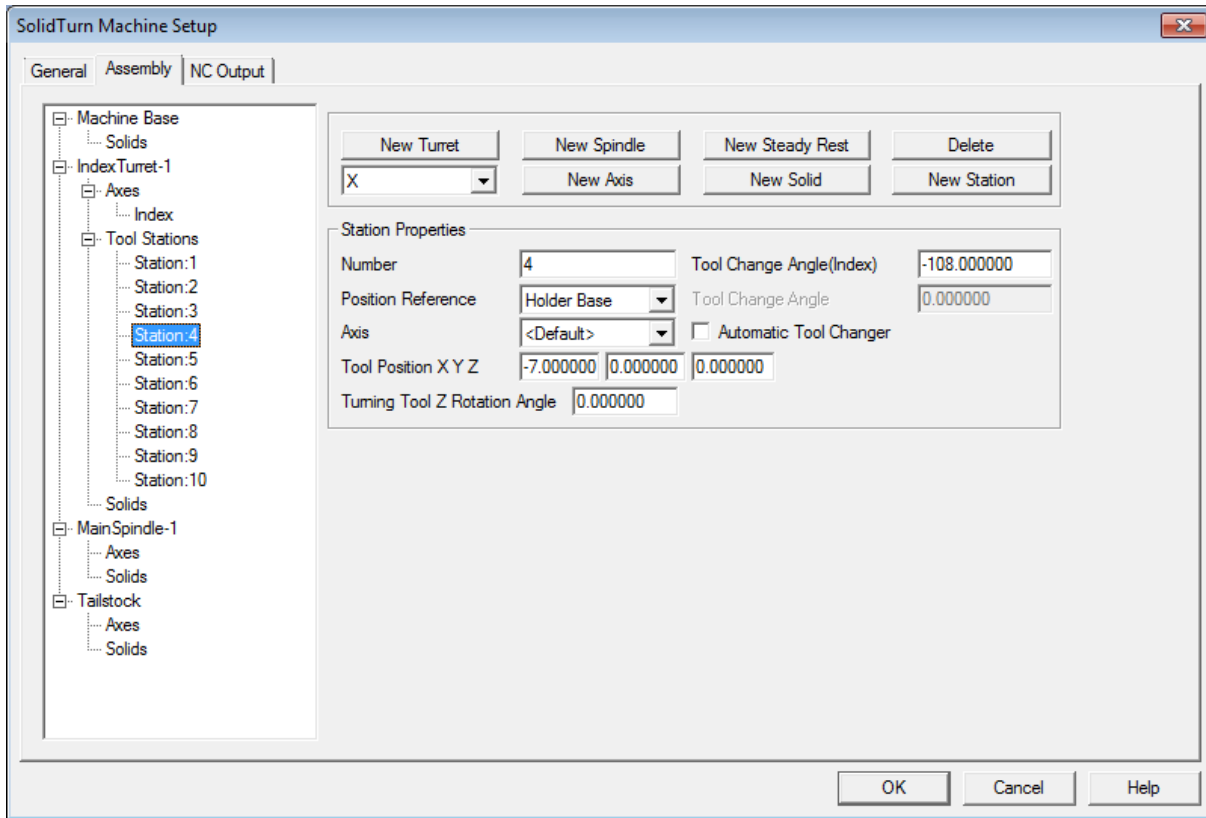 SolidTurn Machine Setup
General Assembly NC Output
Machine Base
Solids
IndexTurret-1
Axes
Index
Tool Stations
Station:1
Station:2
Station:3
Station:4
Station:5
Station:6
Station:7
Station:8
Station:9
Station:10
Solids
MainSpindle-1
Axes
Solids
Tailstock
Axes
Solids
New Turret New Spindle New Steady Rest Delete
X New Axis New Solid New Station
Station Properties
Number 4 Tool Change Angle(Index) -108.000000
Position Reference Holder Base Tool Change Angle 0.000000
Axis <Default> Automatic Tool Changer
Tool Position X Y Z -7.000000 0.000000 0.000000
Turning Tool Z Rotation Angle 0.000000
OK Cancel Help